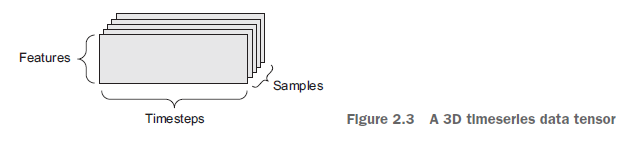 Features
Samples
Timesteps
Figure 2.3 A 3D timeseries data tensor